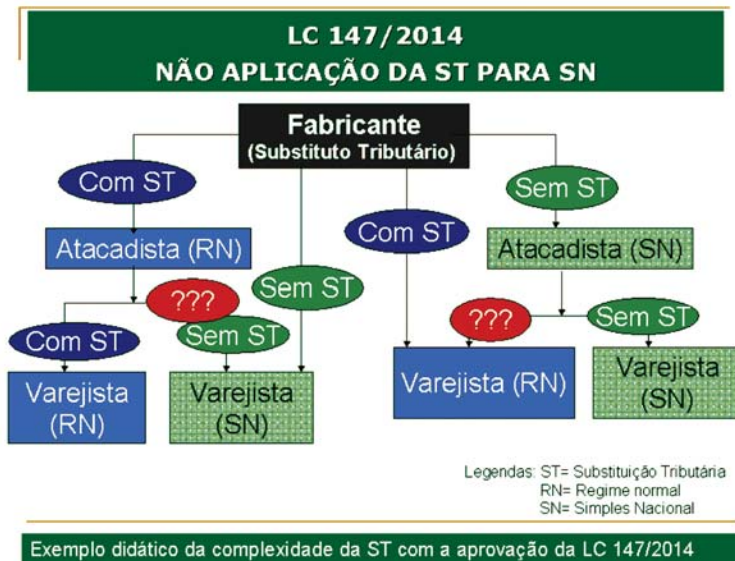 LC 147/2014
NÃO APLICAÇÃO DA ST PARA SN
Fabricante
(Substituto Tributário)
Com ST
Sem ST
Com ST
Atacadista (RN)
Atacadista (SN)
Sem ST
???
???
Com ST
Sem ST
Sem ST
Varejista
(RN)
Varejista
(SN)
Varejista (RN)
Varejista
(SN)
Legendas: ST= Substituição Tributária
RN= Regime normal
SN= Simples Nacional
Exemplo didático da complexidade da ST com a aprovação da LC 147/2014